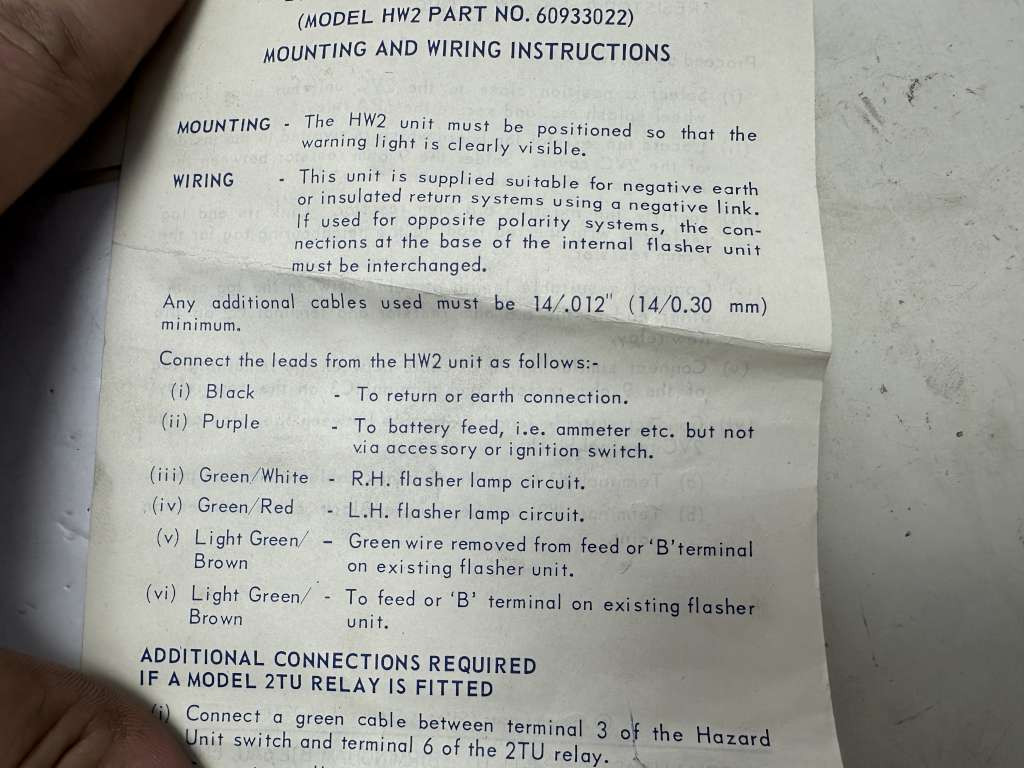 (MODEL HW2 PART NO. 60933022)
MOUNTING AND WIRING INSTRUCTIONS
MOUNTING - The HW2 unit must be positioned so that the
warning light is clearly visible.
WIRING - This unit is supplied suitable for negative earth
or insulated return systems using a negative link.
If used for opposite polarity systems, the con-
nections at the base of the internal flasher unit
must be interchanged.
Any additional cables used must be 14/.012" (14/0.30 mm)
minimum.
Connect the leads from the HW2 unit as follows:-
(i) Black - To return or earth connection.
(ii) Purple - To battery feed, i.e. ammeter etc. but not
via accessory or ignition switch.
(iii) Green/White - R.H. flasher lamp circuit.
(iv) Green/Red - L.H. flasher lamp circuit.
(v) Light Green/ - Green wire removed from feed or 'B' terminal
Brown on existing flasher unit.
(vi) Light Green/ - To feed or 'B' terminal on existing flasher
Brown unit.
ADDITIONAL CONNECTIONS REQUIRED
IF A MODEL 2TU RELAY IS FITTED
(i) Connect a green cable between terminal 3 of the Hazard
Unit switch and terminal 6 of the 2TU relay.